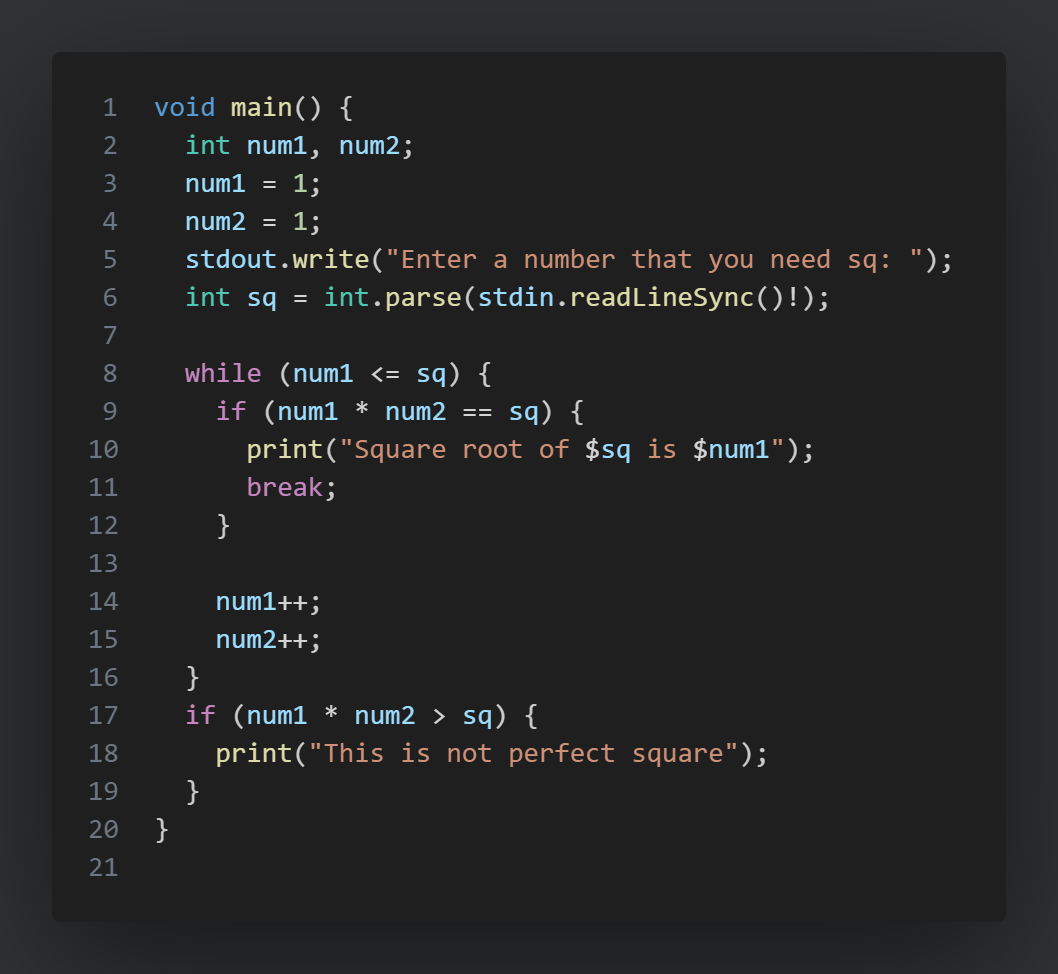 1 void main() {
2   int num1, num2;
3   num1 = 1;
4   num2 = 1;
5   stdout.write("Enter a number that you need sq: ");
6   int sq = int.parse(stdin.readLineSync()!);
7
8   while (num1 <= sq) {
9     if (num1 * num2 == sq) {
10       print("Square root of $sq is $num1");
11       break;
12     }
13
14     num1++;
15     num2++;
16   }
17   if (num1 * num2 > sq) {
18     print("This is not perfect square");
19   }
20 }
21